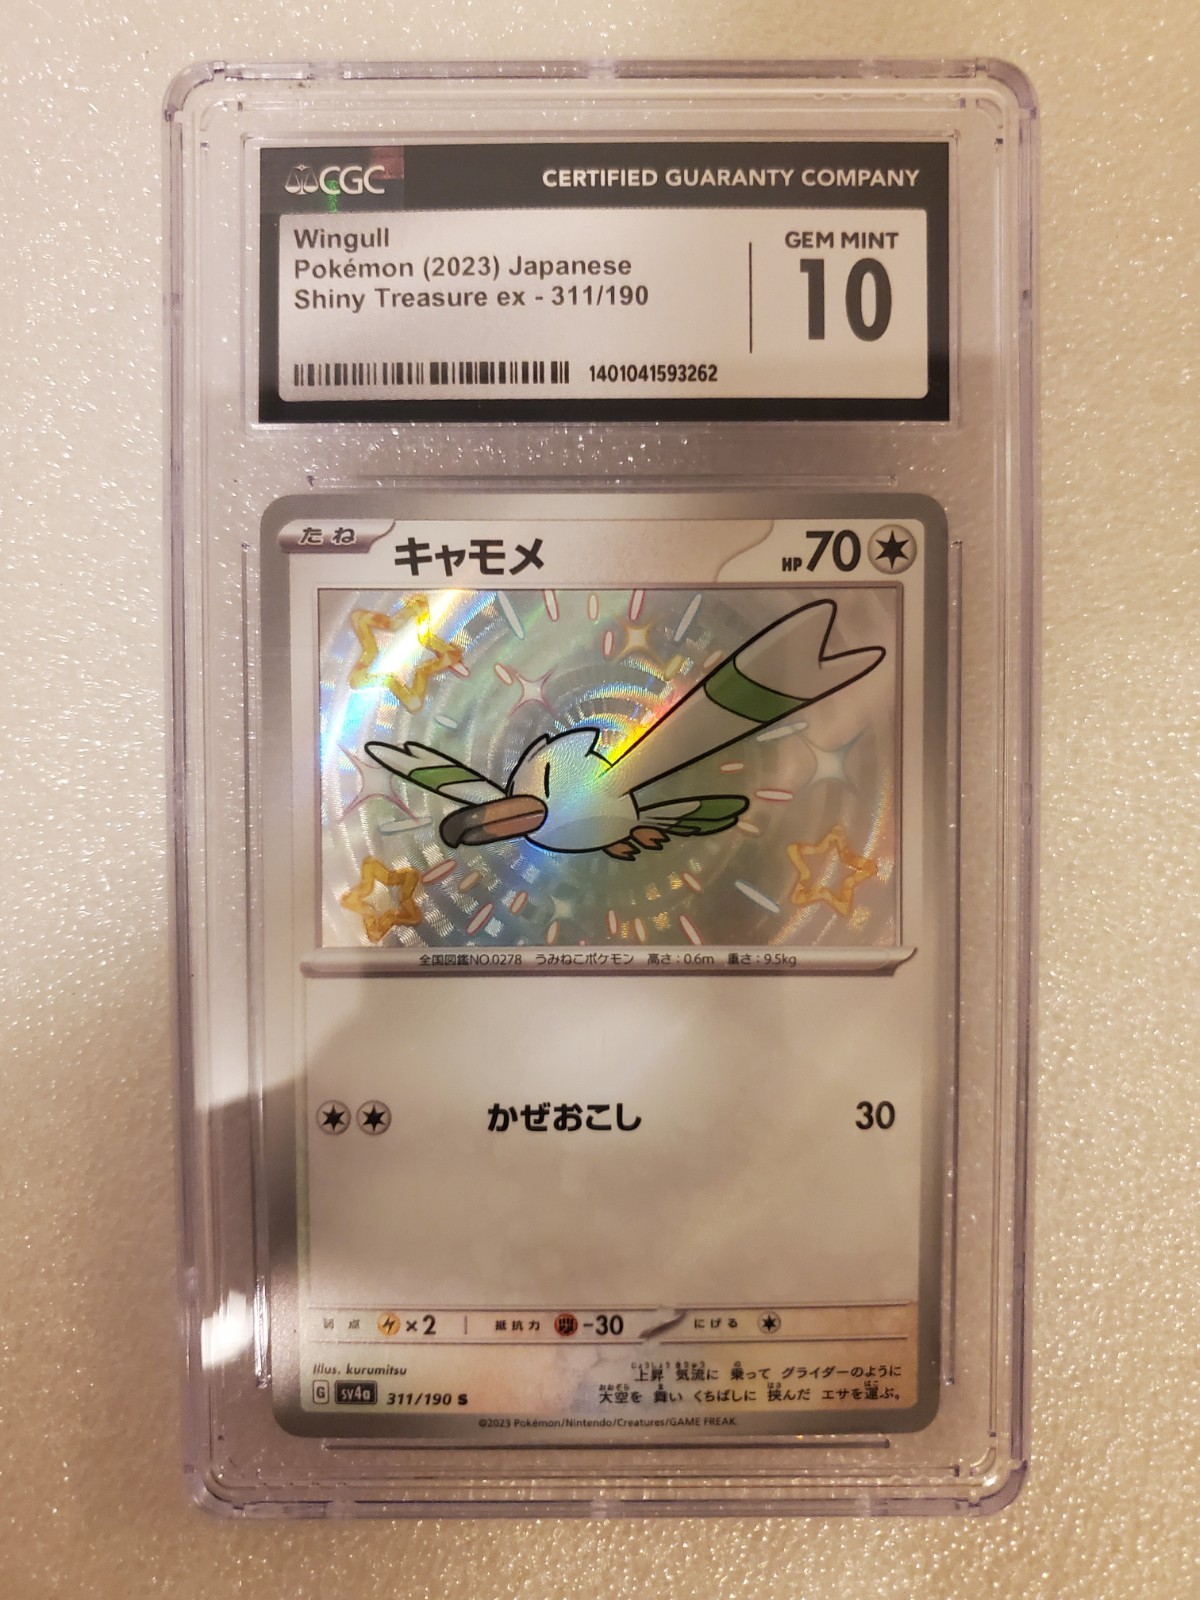 CGC
CERTIFIED GUARANTY COMPANY
Wingull
Pokémon (2023) Japanese
Shiny Treasure ex - 311/190
GEM MINT
10
1401041593262
たね
キャモメ
HP70
全国図鑑NO.0278 うみねこポケモン 高さ:0.6m 重さ:9.5kg
かぜおこし 30
弱点 ×2 抵抗力 -30 にげる
Illus. kurumitsu
上昇気流に 乗って グライダーのように
大空を 舞い くちばしに 挟んだ エサを運ぶ。
G sv4a 311/190 S
©2023 Pokémon/Nintendo/Creatures/GAME FREAK.